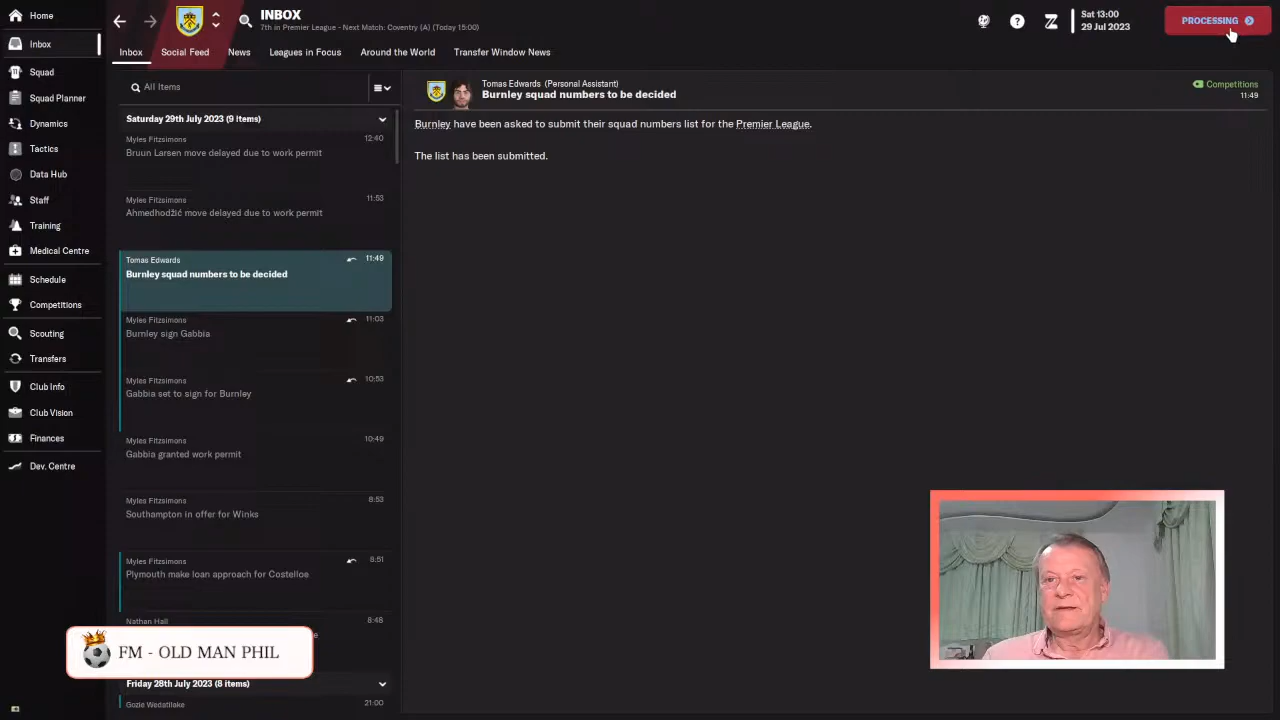 Home
Inbox
Squad
Squad Planner
Dynamics
Tactics
Data Hub
Staff
Training
Medical Centre
Schedule
Competitions
Scouting
Transfers
Club Info
Club Vision
Finances
Dev. Centre
INBOX
7th in Premier League - Next Match: Coventry (A) (Today 15:00)
Sat 13:00
29 Jul 2023
PROCESSING
Inbox
Social Feed
News
Leagues in Focus
Around the World
Transfer Window News
All Items
Saturday 29th July 2023 (9 items)
Myles Fitzsimons 12:40
Bruun Larsen move delayed due to work permit
Myles Fitzsimons 11:53
Ahmedhodžić move delayed due to work permit
Tomas Edwards 11:49
Burnley squad numbers to be decided
Myles Fitzsimons 11:03
Burnley sign Gabbia
Myles Fitzsimons 10:53
Gabbia set to sign for Burnley
Myles Fitzsimons 10:49
Gabbia granted work permit
Myles Fitzsimons 8:53
Southampton in offer for Winks
Myles Fitzsimons 8:51
Plymouth make loan approach for Costelloe
Nathan Hall 8:48
FM - OLD MAN PHIL
Friday 28th July 2023 (8 items)
Gozie Wedatileke 21:00
Tomas Edwards (Personal Assistant)
Burnley squad numbers to be decided
Competitions
11:49
Burnley have been asked to submit their squad numbers list for the Premier League.
The list has been submitted.